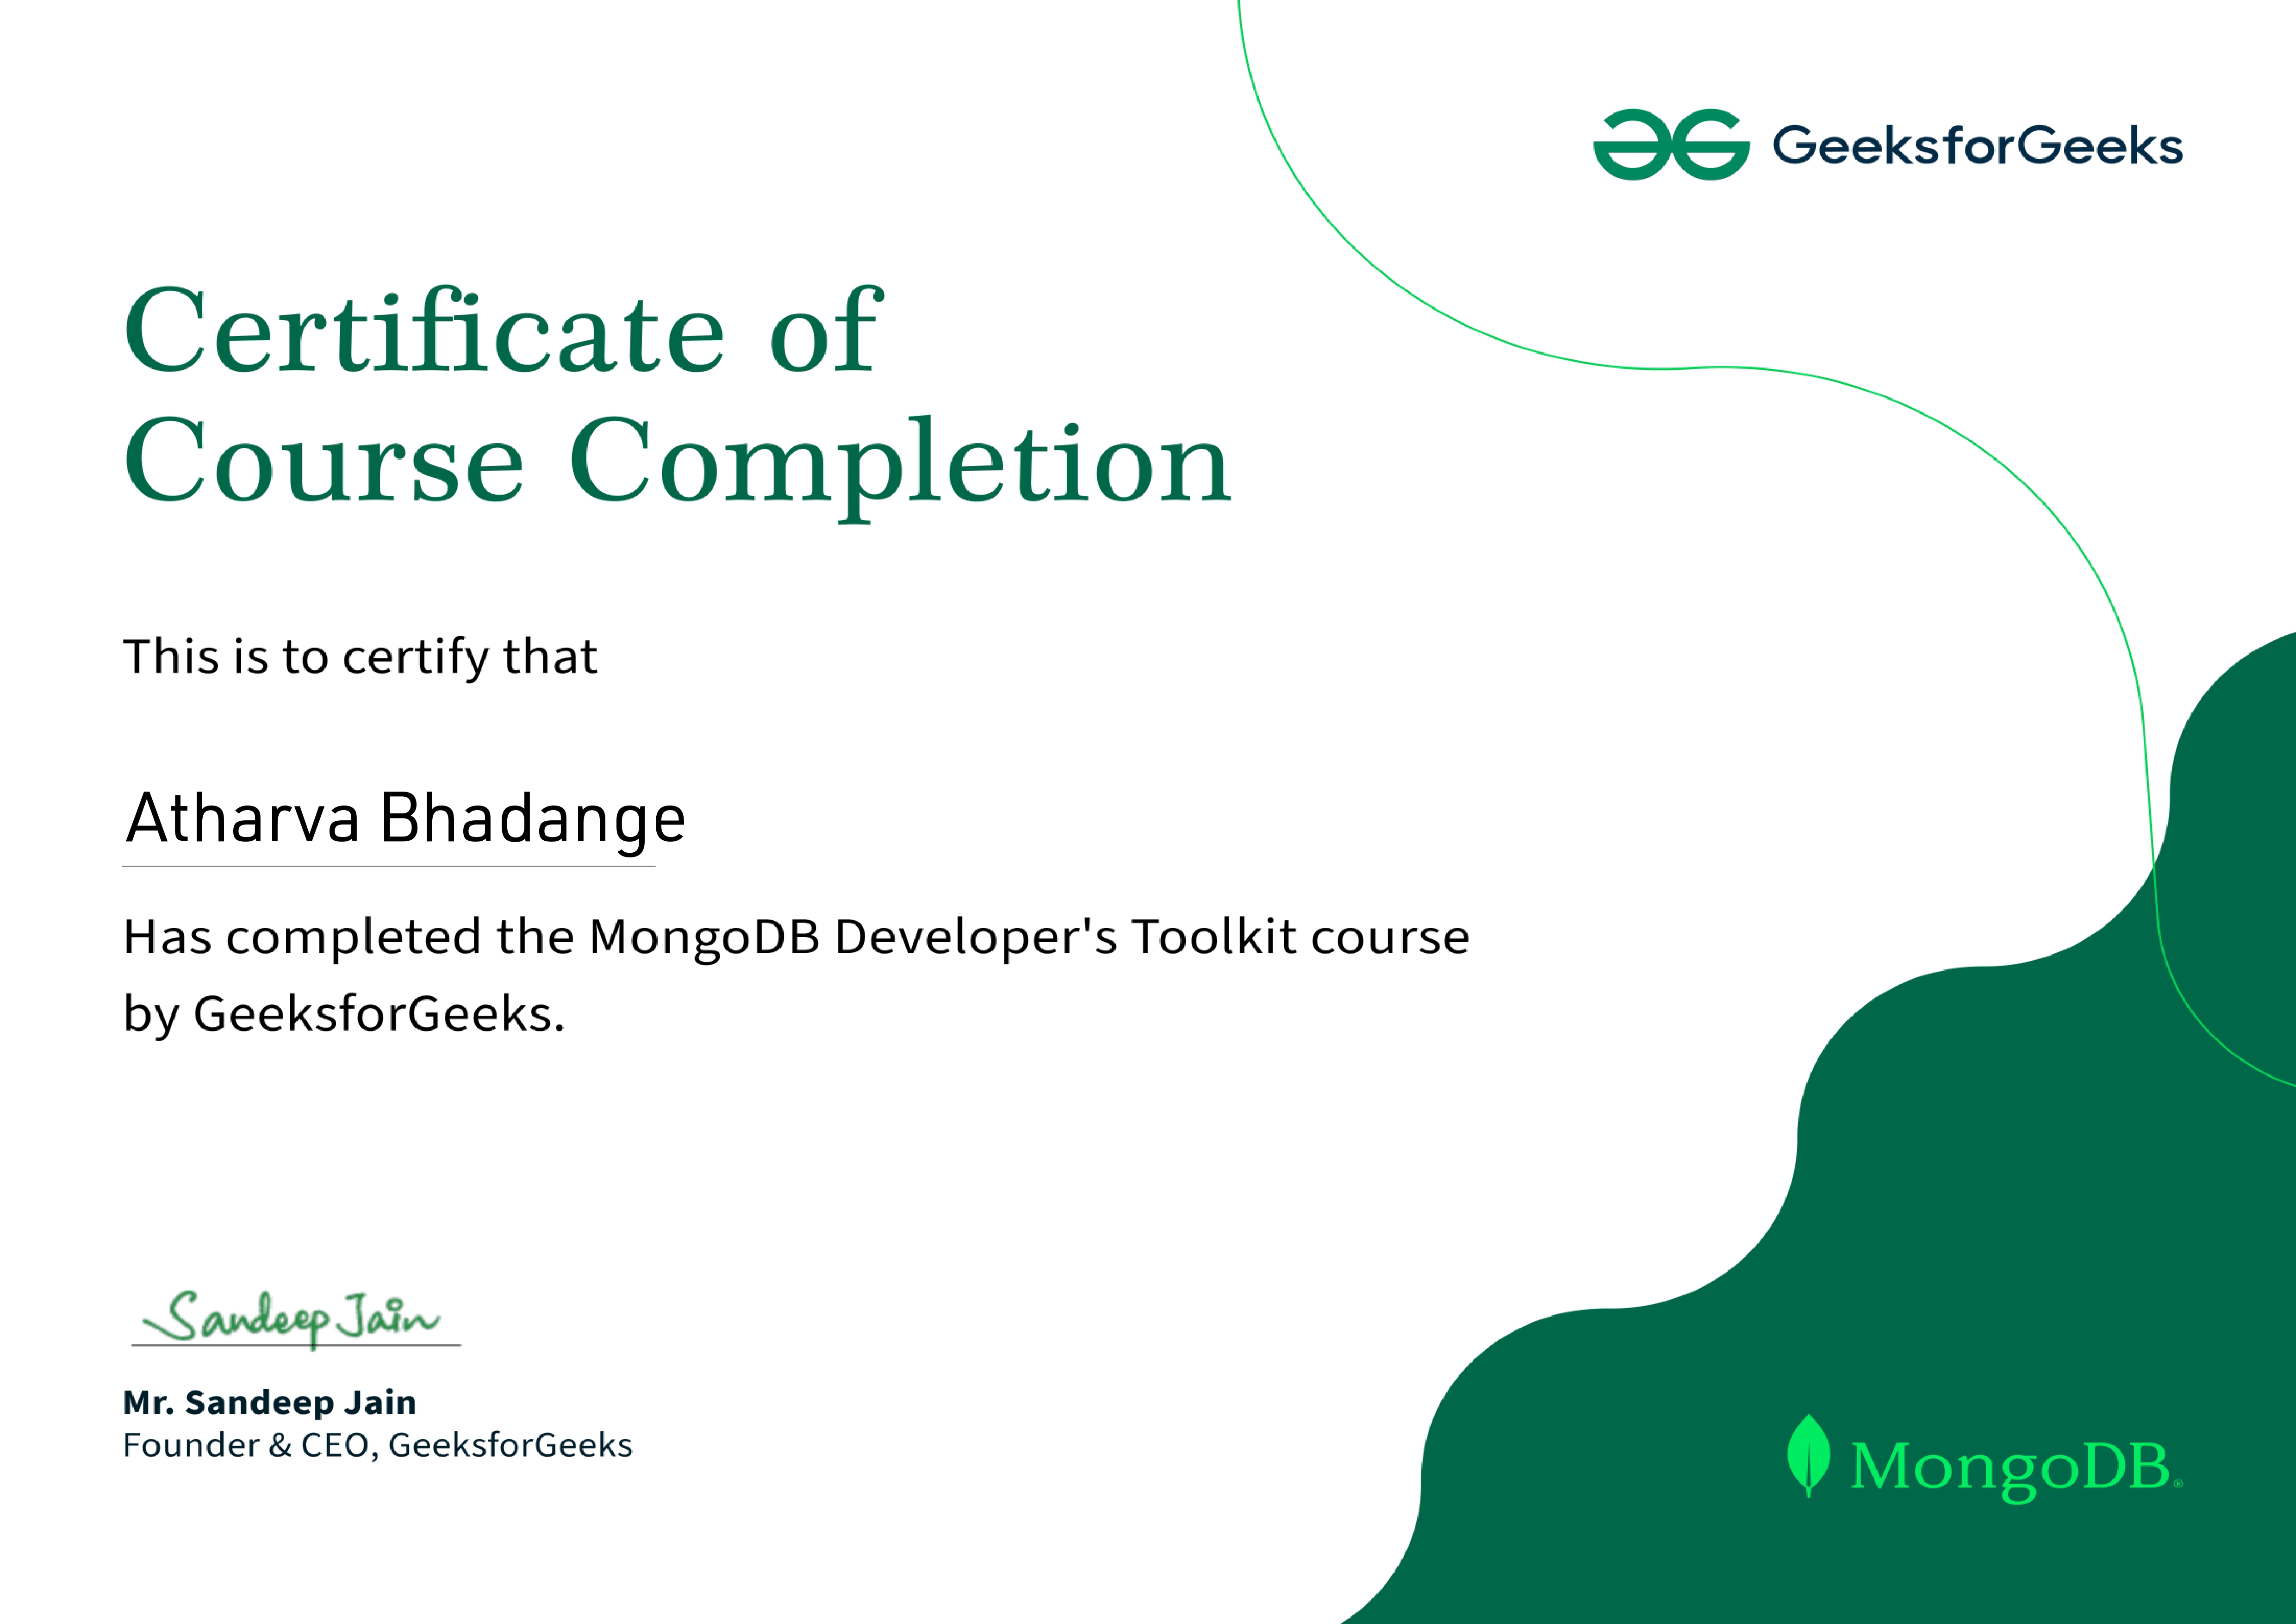 GeeksforGeeks
Certificate of
Course Completion
This is to certify that
Atharva Bhadange
Has completed the MongoDB Developer's Toolkit course
by GeeksforGeeks.
Sandeep Jain
Mr. Sandeep Jain
Founder & CEO, GeeksforGeeks
MongoDB®